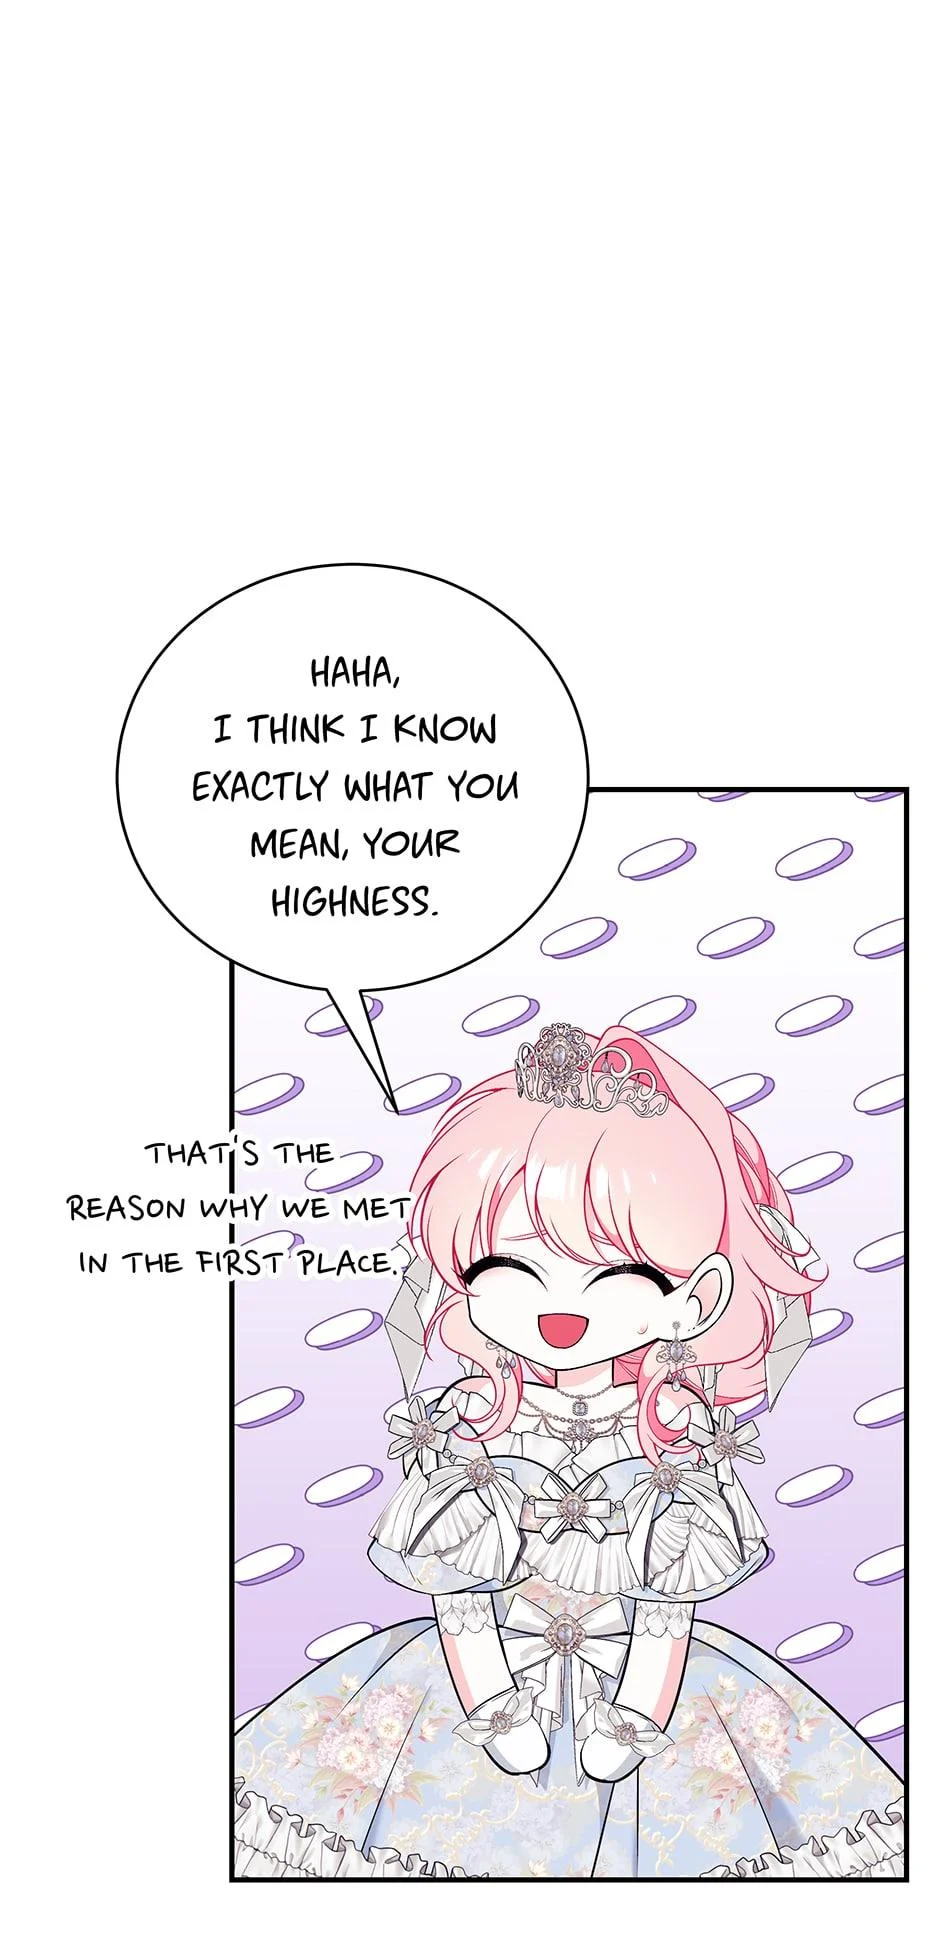 HAHA,
I THINK I KNOW
EXACTLY WHAT YOU
MEAN, YOUR
HIGHNESS.
THAT'S THE
REASON WHY WE MET
IN THE FIRST PLACE.